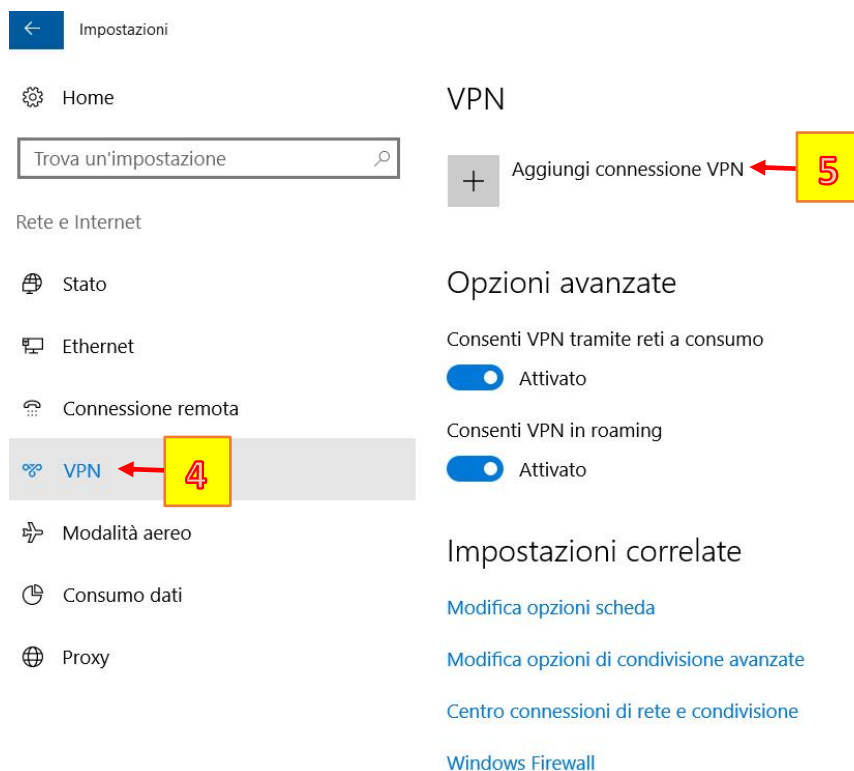 Impostazioni
Home
Trova un'impostazione
Rete e Internet
Stato
Ethernet
Connessione remota
VPN
4
Modalità aereo
Consumo dati
Proxy
VPN
Aggiungi connessione VPN
5
Opzioni avanzate
Consenti VPN tramite reti a consumo
Attivato
Consenti VPN in roaming
Attivato
Impostazioni correlate
Modifica opzioni scheda
Modifica opzioni di condivisione avanzate
Centro connessioni di rete e condivisione
Windows Firewall